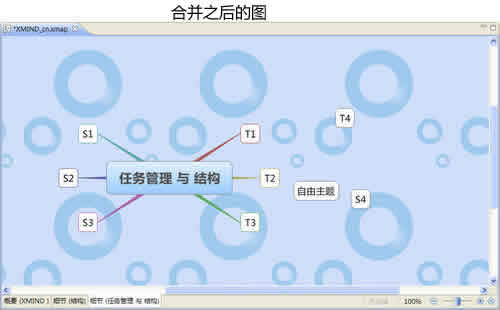 合并之后的图
*XMIND_cn.xmap
T4
S1
T1
S2
任务管理 与 结构
T2
自由主题
S4
S3
T3
概要 (XMIND )
细节 (结构)
细节 (任务管理 与 结构)
100%